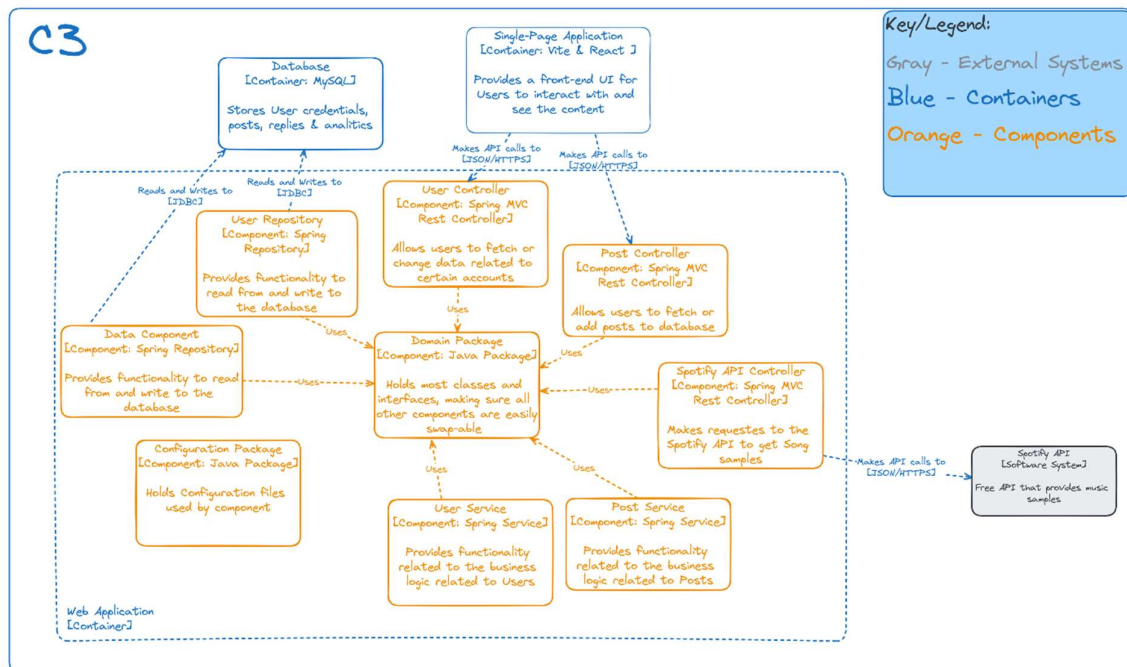 C3
Key/Legend:
Gray - External Systems
Blue - Containers
Orange - Components
Database
[Container: MySQL]
Stores User credentials,
posts, replies & analitics
Single-Page Application
[Container: Vite & React ]
Provides a front-end UI for
Users to interact with and
see the content
Makes API calls to
[JSON/HTTPS]
Makes API calls to
[JSON/HTTPS]
Reads and Writes to
[JDBC]
Reads and Writes to
[JDBC]
User Controller
[Component: Spring MVC
Rest Controller]
Allows users to fetch or
change data related to
certain accounts
User Repository
[Component: Spring
Repository]
Provides functionality to
read from and write to
the database
Post Controller
[Component: Spring MVC
Rest Controller]
Allows users to fetch or
add posts to database
Uses
Uses
Uses
Data Component
[Component: Spring Repository]
Provides functionality to read
from and write to the
database
Uses
Domain Package
[Component: Java Package]
Holds most classes and
interfaces, making sure all
other components are easily
swap-able
Uses
Spotify API Controller
[Component: Spring MVC
Rest Controller]
Makes requestes to the
Spotify API to get Song
samples
Configuration Package
[Component: Java Package]
Holds Configuration files
used by component
Uses
Uses
Makes API calls to
[JSON/HTTPS]
Spotify API
[Software System]
Free API that provides music
samples
User Service
[Component: Spring Service]
Provides functionality
related to the business
logic related to Users
Post Service
[Component: Spring Service]
Provides functionality
related to the business
logic related to Posts
Web Application
[Container]